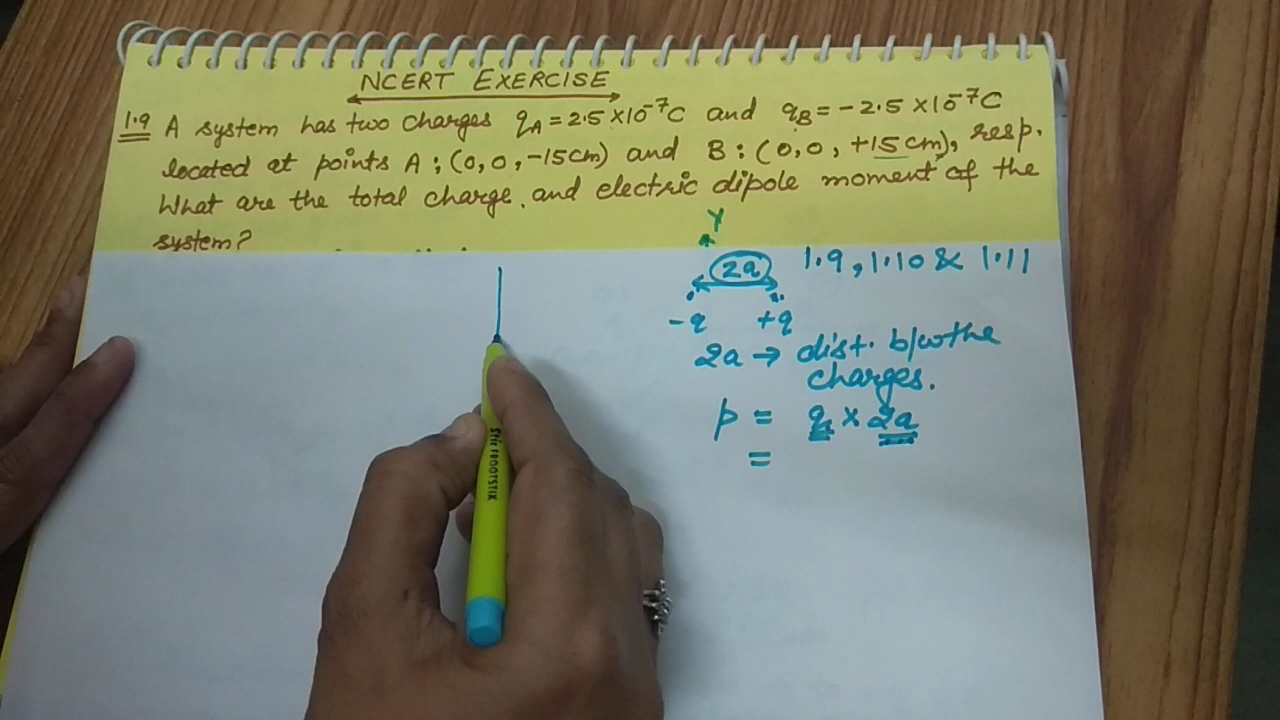 NCERT EXERCISE
1.9 A system has two charges qA = 2.5 × 10⁻⁷C and qB = -2.5 × 10⁻⁷C
located at points A : (0, 0, -15cm) and B : (0, 0, +15cm), resp.
What are the total charge, and electric dipole moment of the
system?
Y
2a 1.9, 1.10 & 1.11
-q +q
2a → dist. b/w the
charges.
p = q × 2a
=
Stic FROOTSTIX